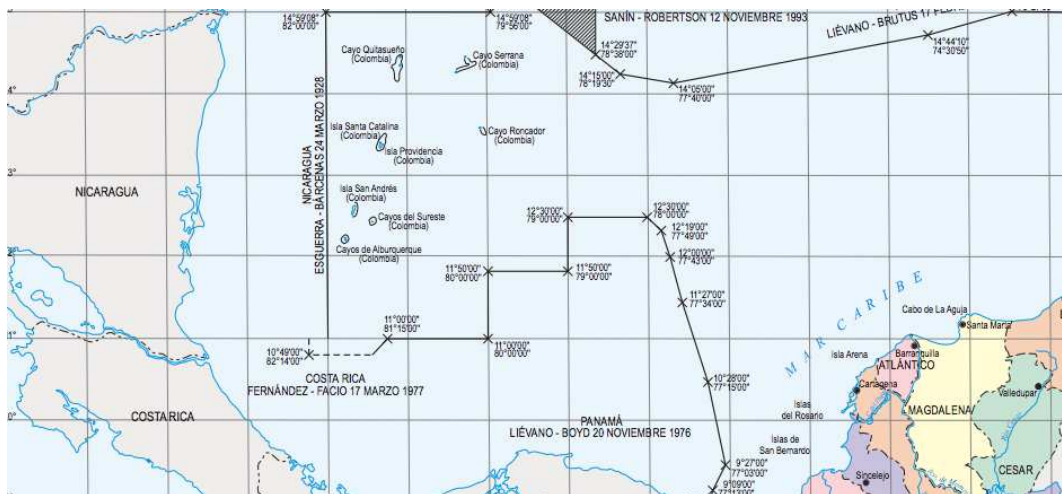 SANÍN - ROBERTSON 12 NOVIEMBRE 1993
14°59'08"
82°00'00"
14°59'08"
79°56'00"
14°29'37"
78°38'00"
14°15'00"
78°19'30"
14°05'00"
77°40'00"
LIÉVANO - BRUTUS 17
14°44'10"
74°30'50"
Cayo Quitasueño
(Colombia)
Cayo Serrana
(Colombia)
4°
Isla Santa Catalina
(Colombia)
Isla Providencia
(Colombia)
Cayo Roncador
(Colombia)
NICARAGUA
ESGUERRA - BÁRCENAS 24 MARZO 1928
3°
NICARAGUA
Isla San Andrés
(Colombia)
Cayos del Sureste
(Colombia)
Cayos de Alburquerque
(Colombia)
12°30'00"
79°00'00"
12°30'00"
78°00'00"
12°19'00"
77°49'00"
2°
12°00'00"
77°43'00"
11°50'00"
80°00'00"
11°50'00"
79°00'00"
11°27'00"
77°34'00"
MAR CARIBE
Cabo de La Aguja
Santa Marta
11°00'00"
81°15'00"
1°
10°49'00"
82°14'00"
11°00'00"
80°00'00"
Isla Arena
Barranquilla
ATLÁNTICO
COSTA RICA
FERNÁNDEZ - FACIO 17 MARZO 1977
10°28'00"
77°15'00"
Cartagena
Valledupar
COSTA RICA
0°
PANAMÁ
LIÉVANO - BOYD 20 NOVIEMBRE 1976
Islas
del Rosario
MAGDALENA
Islas de
San Bernardo
9°27'00"
77°03'00"
9°09'00"
77°13'00"
Sincelejo
CESAR